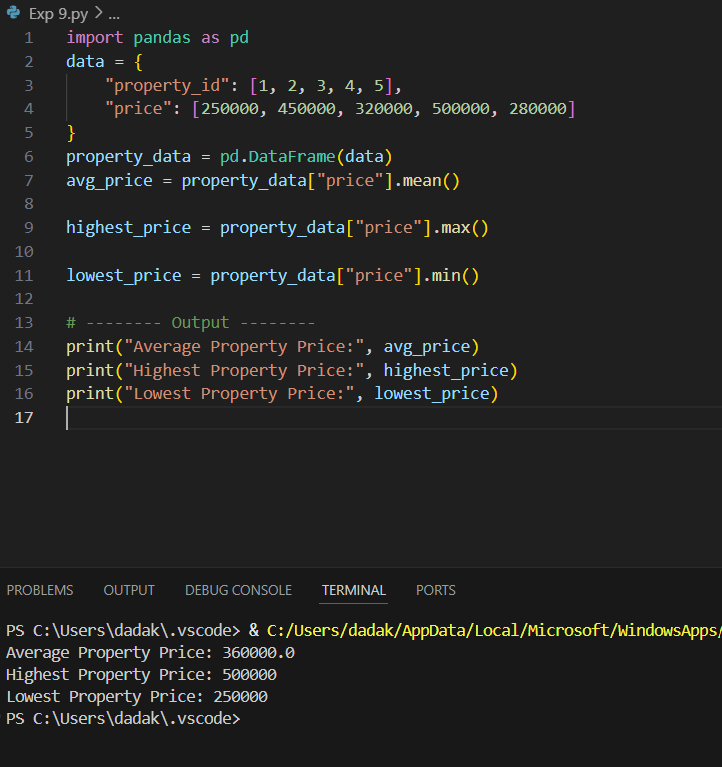 Exp 9.py > ...
1 import pandas as pd
2 data = {
3     "property_id": [1, 2, 3, 4, 5],
4     "price": [250000, 450000, 320000, 500000, 280000]
5 }
6 property_data = pd.DataFrame(data)
7 avg_price = property_data["price"].mean()
8
9 highest_price = property_data["price"].max()
10
11 lowest_price = property_data["price"].min()
12
13 # -------- Output --------
14 print("Average Property Price:", avg_price)
15 print("Highest Property Price:", highest_price)
16 print("Lowest Property Price:", lowest_price)
17
PROBLEMS OUTPUT DEBUG CONSOLE TERMINAL PORTS
PS C:\Users\dadak\.vscode> & C:/Users/dadak/AppData/Local/Microsoft/WindowsApps/
Average Property Price: 360000.0
Highest Property Price: 500000
Lowest Property Price: 250000
PS C:\Users\dadak\.vscode>